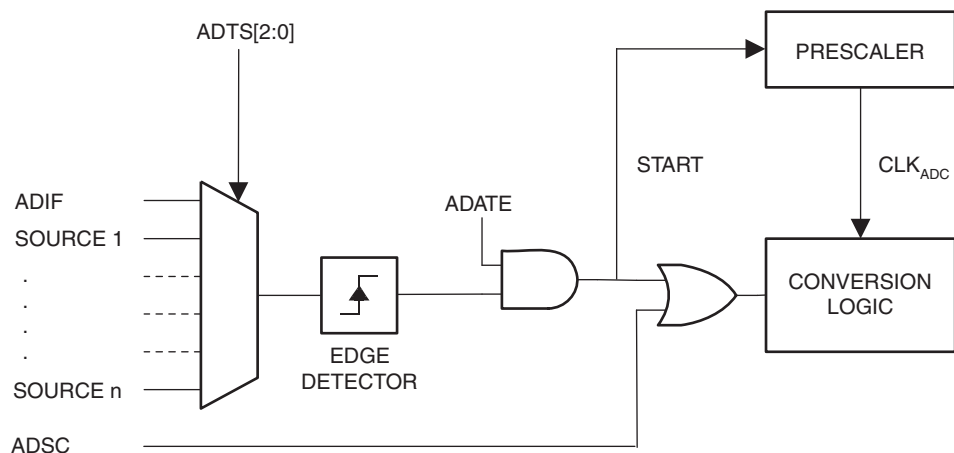 ADTS[2:0]
PRESCALER
START
CLKADC
ADIF
ADATE
SOURCE 1
.
.
.
.
CONVERSION
LOGIC
EDGE
DETECTOR
SOURCE n
ADSC